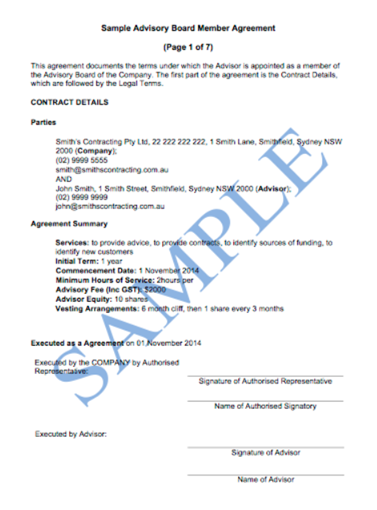 Sample Advisory Board Member Agreement
(Page 1 of 7)
This agreement documents the terms under which the Advisor is appointed as a member of
the Advisory Board of the Company. The first part of the agreement is the Contract Details,
which are followed by the Legal Terms.
CONTRACT DETAILS
Parties
Smith's Contracting Pty Ltd, 22 222 222 222, 1 Smith Lane, Smithfield, Sydney NSW
2000 (Company);
(02) 9999 5555
smith@smithscontracting.com.au
AND
John Smith, 1 Smith Street, Smithfield, Sydney NSW 2000 (Advisor);
(02) 9999 9999
john@smithscontracting.com.au
Agreement Summary
Services: to provide advice, to provide contracts, to identify sources of funding, to
identify new customers
Initial Term: 1 year
Commencement Date: 1 November 2014
Minimum Hours of Service: 2hours per
Advisory Fee (Inc GST): $2000
Advisor Equity: 10 shares
Vesting Arrangements: 6 month cliff, then 1 share every 3 months
Executed as a Agreement on 01 November 2014
Executed by the COMPANY by Authorised
Representative:
Signature of Authorised Representative
Name of Authorised Signatory
Executed by Advisor:
Signature of Advisor
Name of Advisor
SAMPLE